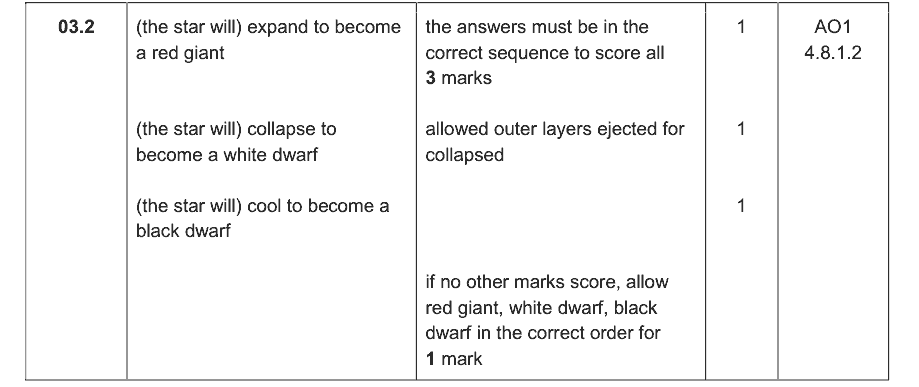 03.2
(the star will) expand to become
a red giant
the answers must be in the
correct sequence to score all
3 marks
1
AO1
4.8.1.2
(the star will) collapse to
become a white dwarf
allowed outer layers ejected for
collapsed
1
(the star will) cool to become a
black dwarf
1
if no other marks score, allow
red giant, white dwarf, black
dwarf in the correct order for
1 mark